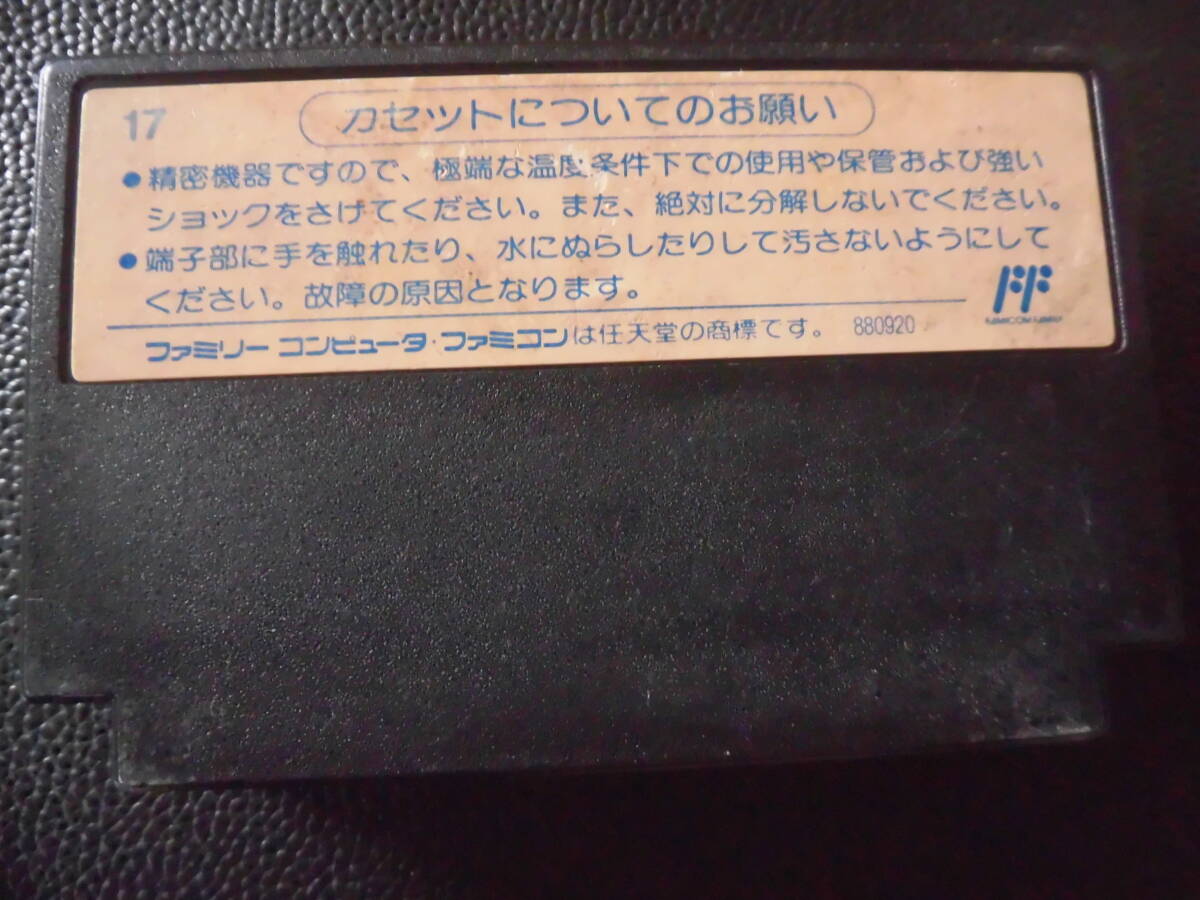 17
カセットについてのお願い
●精密機器ですので、極端な温度条件下での使用や保管および強い
ショックをさけてください。また、絶対に分解しないでください。
●端子部に手を触れたり、水にぬらしたりして汚さないようにして
ください。故障の原因となります。
ファミリーコンピュータ・ファミコンは任天堂の商標です。 880920